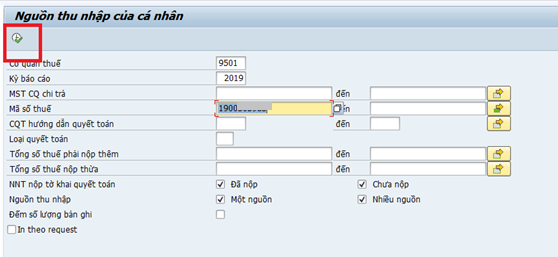 Nguồn thu nhập của cá nhân
Cơ quan thuế 9501
Kỳ báo cáo 2019
MST CQ chi trả đến
Mã số thuế 1900 đến
CQT hướng dẫn quyết toán đến
Loại quyết toán
Tổng số thuế phải nộp thêm đến
Tổng số thuế nộp thừa đến
NNT nộp tờ khai quyết toán Đã nộp Chưa nộp
Nguồn thu nhập Một nguồn Nhiều nguồn
Đếm số lượng bản ghi
In theo request